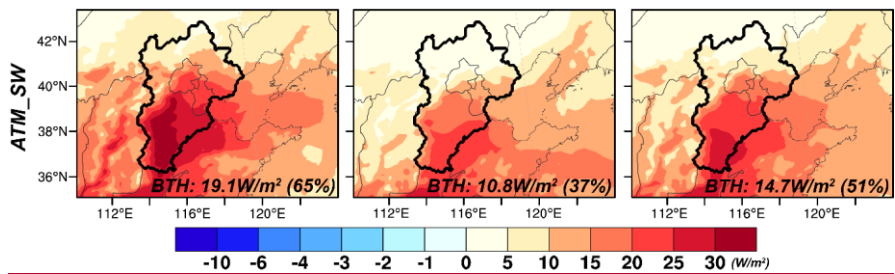 42°N
40°N
38°N
36°N
ATM_SW
BTH: 19.1W/m² (65%)
BTH: 10.8W/m² (37%)
BTH: 14.7W/m² (51%)
112°E 116°E 120°E
112°E 116°E 120°E
112°E 116°E 120°E
-10 -6 -4 -3 -2 -1 0 5 10 15 20 25 30 (W/m²)